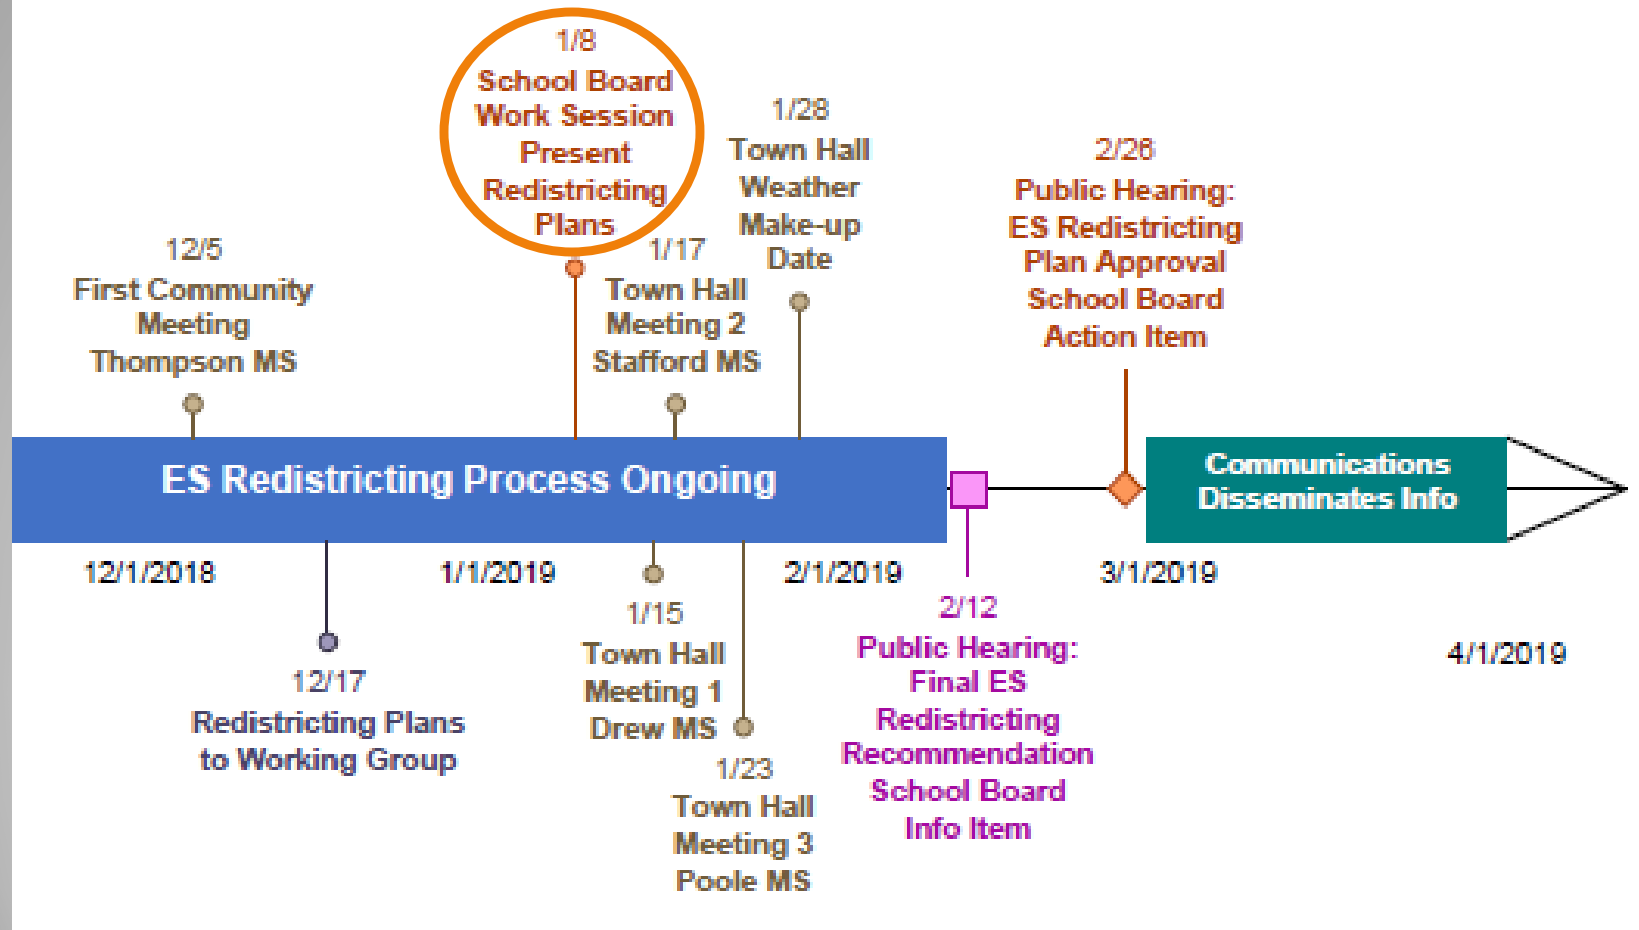 1/8
School Board
Work Session
Present
Redistricting
Plans
1/28
Town Hall
Weather
Make-up
Date
2/26
Public Hearing:
ES Redistricting
Plan Approval
School Board
Action Item
12/5
First Community
Meeting
Thompson MS
1/17
Town Hall
Meeting 2
Stafford MS
ES Redistricting Process Ongoing
Communications
Disseminates Info
12/1/2018
1/1/2019
2/1/2019
3/1/2019
4/1/2019
12/17
Redistricting Plans
to Working Group
1/15
Town Hall
Meeting 1
Drew MS
1/23
Town Hall
Meeting 3
Poole MS
2/12
Public Hearing:
Final ES
Redistricting
Recommendation
School Board
Info Item